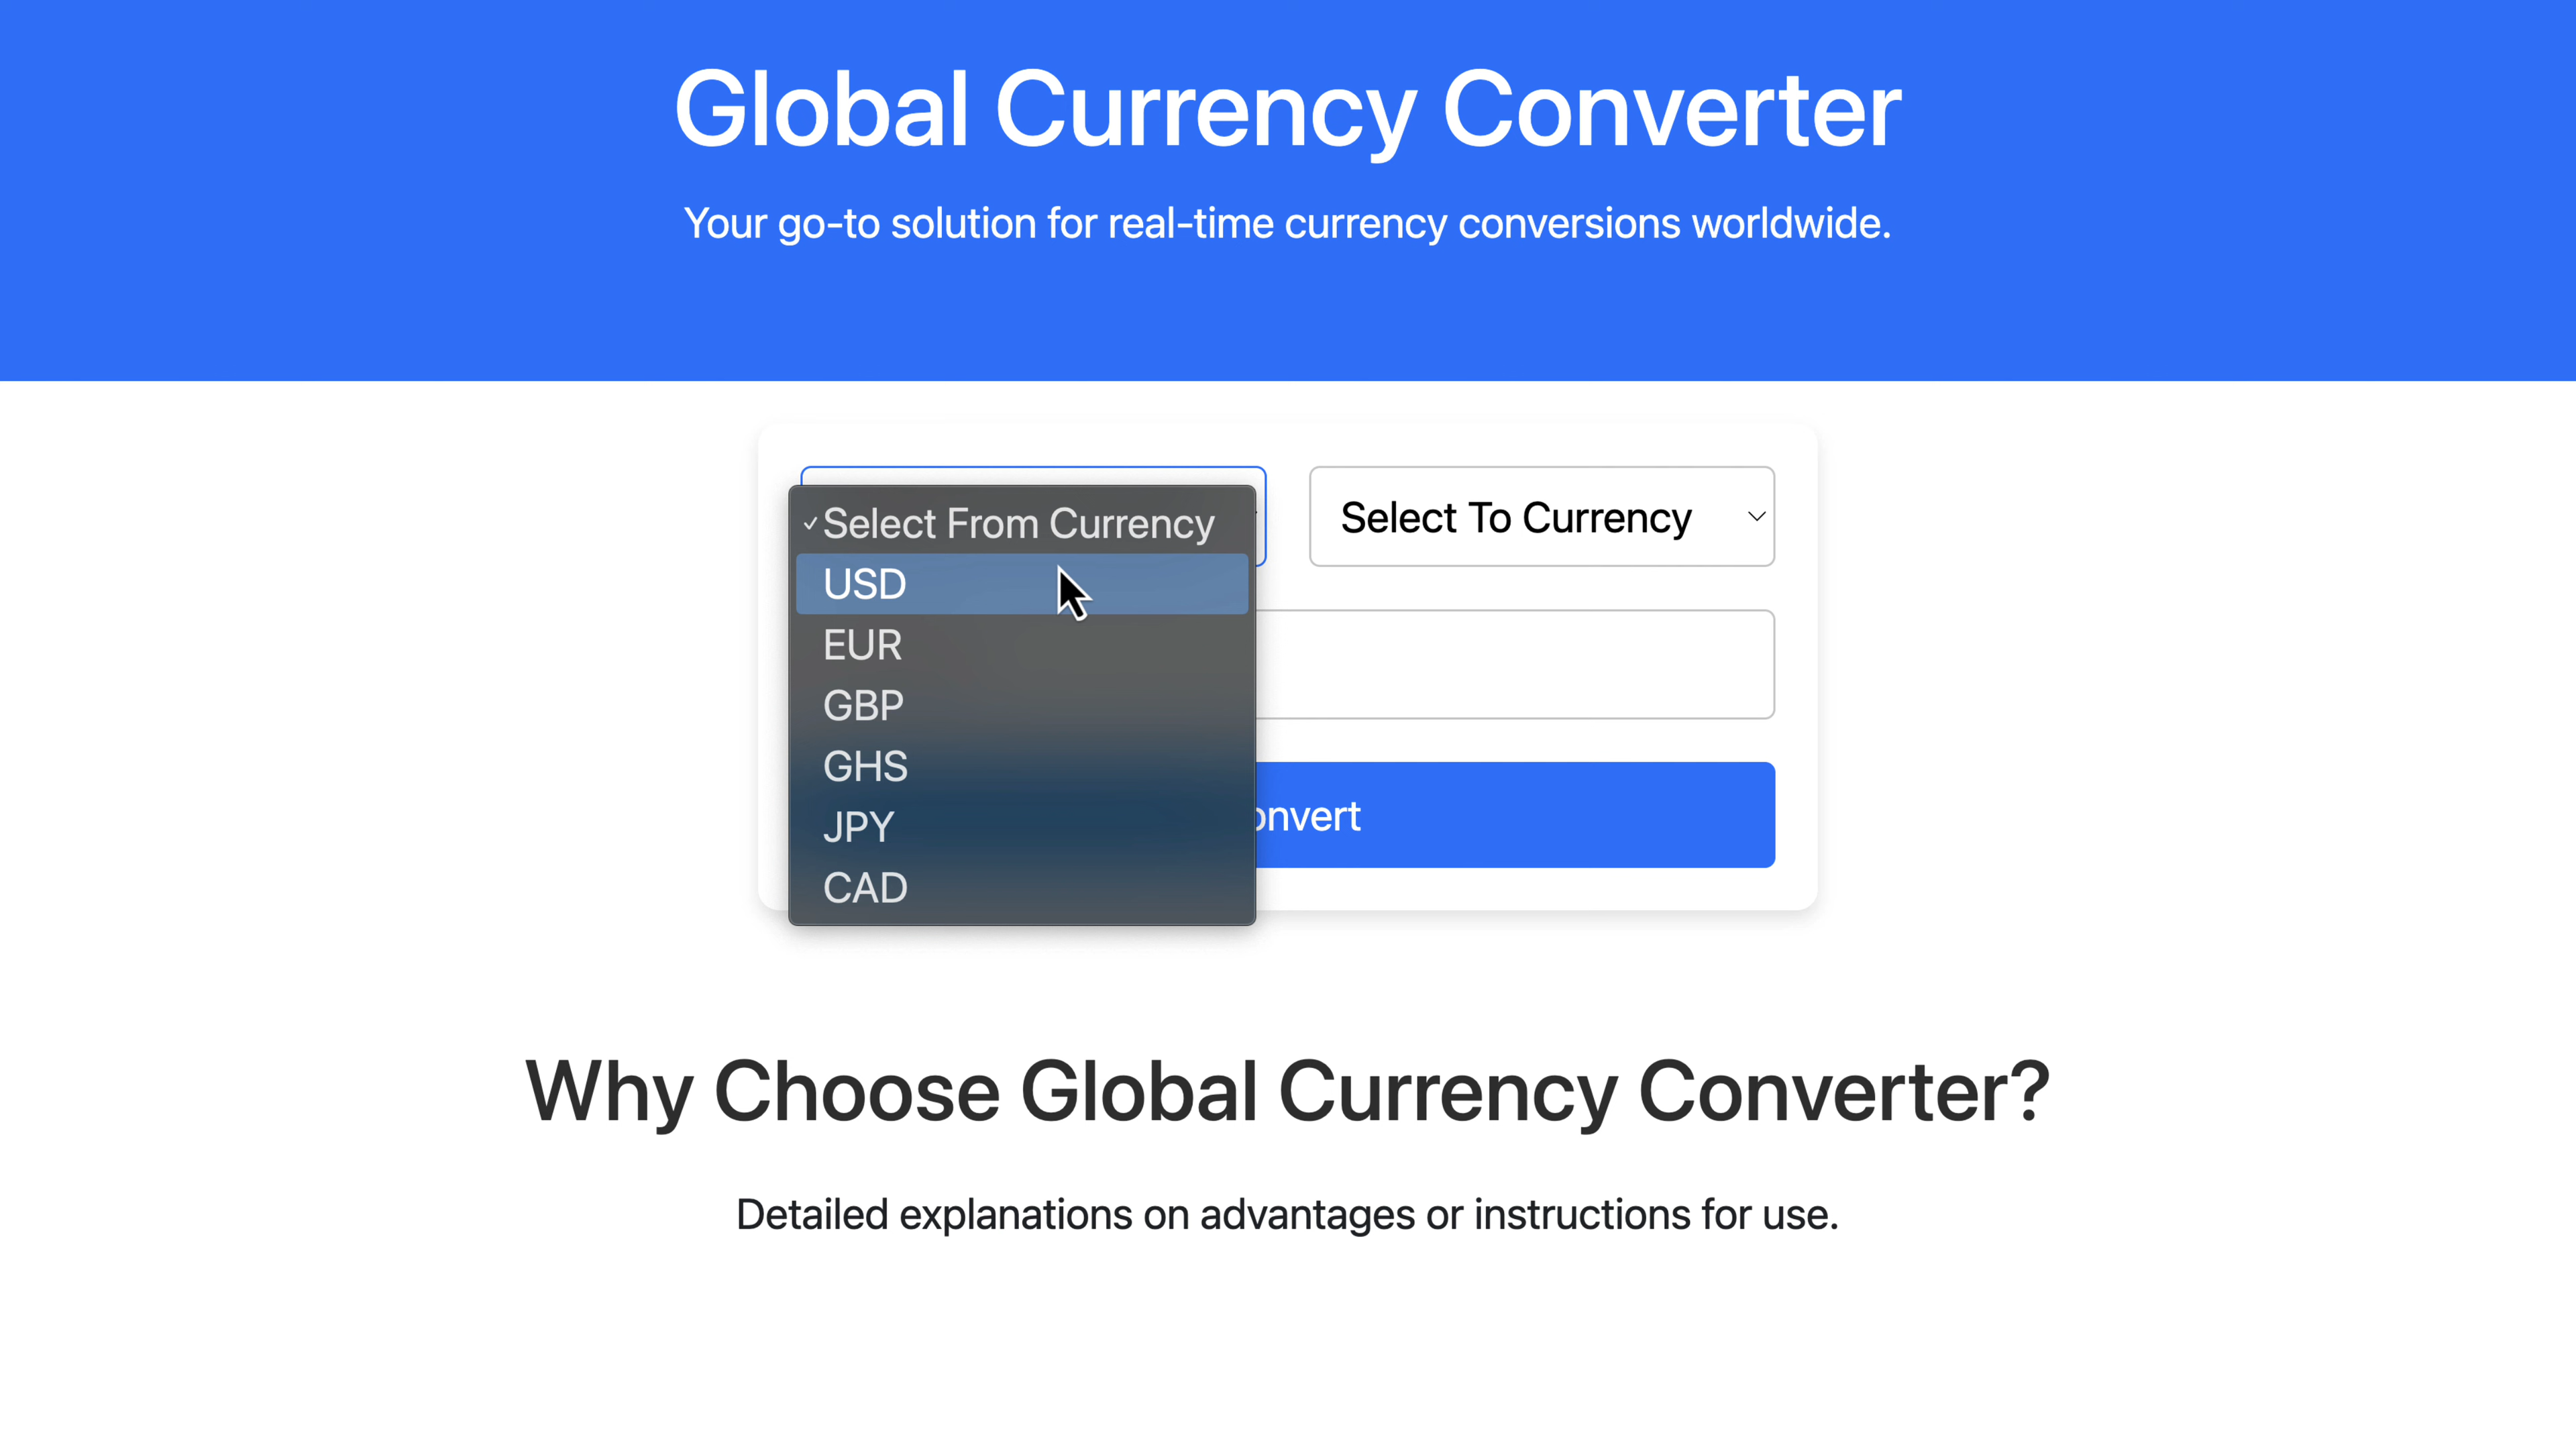 Global Currency Converter
Your go-to solution for real-time currency conversions worldwide.
✓ Select From Currency
USD
EUR
GBP
GHS
JPY
CAD
Select To Currency
onvert
Why Choose Global Currency Converter?
Detailed explanations on advantages or instructions for use.